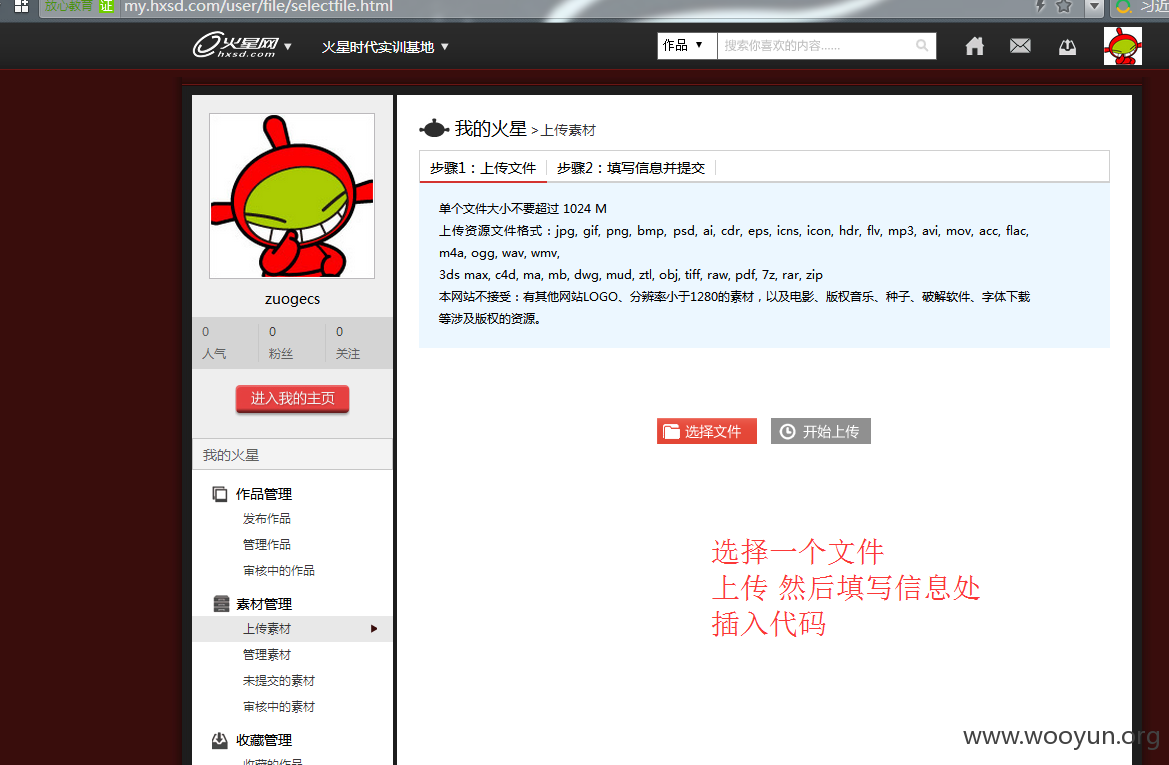 放心教育 证 my.hxsd.com/user/file/selectfile.html 习近
火星网 hxsd.com ▼ 火星时代实训基地 ▼ 作品 ▼ 搜索你喜欢的内容......
我的火星 > 上传素材
步骤1：上传文件 步骤2：填写信息并提交
单个文件大小不要超过 1024 M
上传资源文件格式：jpg, gif, png, bmp, psd, ai, cdr, eps, icns, icon, hdr, flv, mp3, avi, mov, acc, flac,
m4a, ogg, wav, wmv,
3ds max, c4d, ma, mb, dwg, mud, ztl, obj, tiff, raw, pdf, 7z, rar, zip
本网站不接受：有其他网站LOGO、分辨率小于1280的素材，以及电影、版权音乐、种子、破解软件、字体下载
等涉及版权的资源。
选择文件 开始上传
选择一个文件
上传 然后填写信息处
插入代码
zuogecs
0 0 0
人气 粉丝 关注
进入我的主页
我的火星
作品管理
发布作品
管理作品
审核中的作品
素材管理
上传素材
管理素材
未提交的素材
审核中的素材
收藏管理
收藏的作品
www.wooyun.org